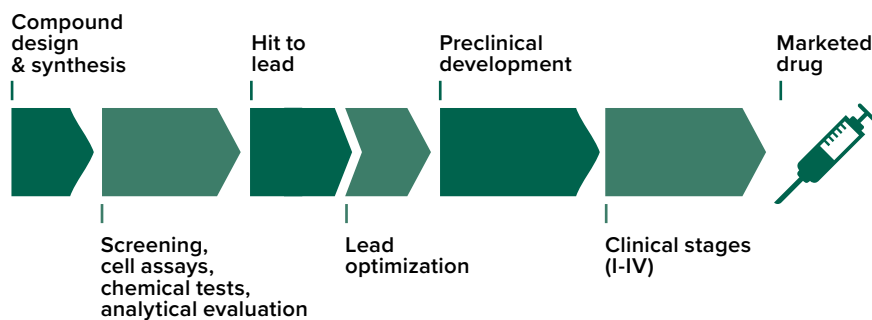 Compound
design
& synthesis
Hit to
lead
Preclinical
development
Marketed
drug
Screening,
cell assays,
chemical tests,
analytical evaluation
Lead
optimization
Clinical stages
(I-IV)